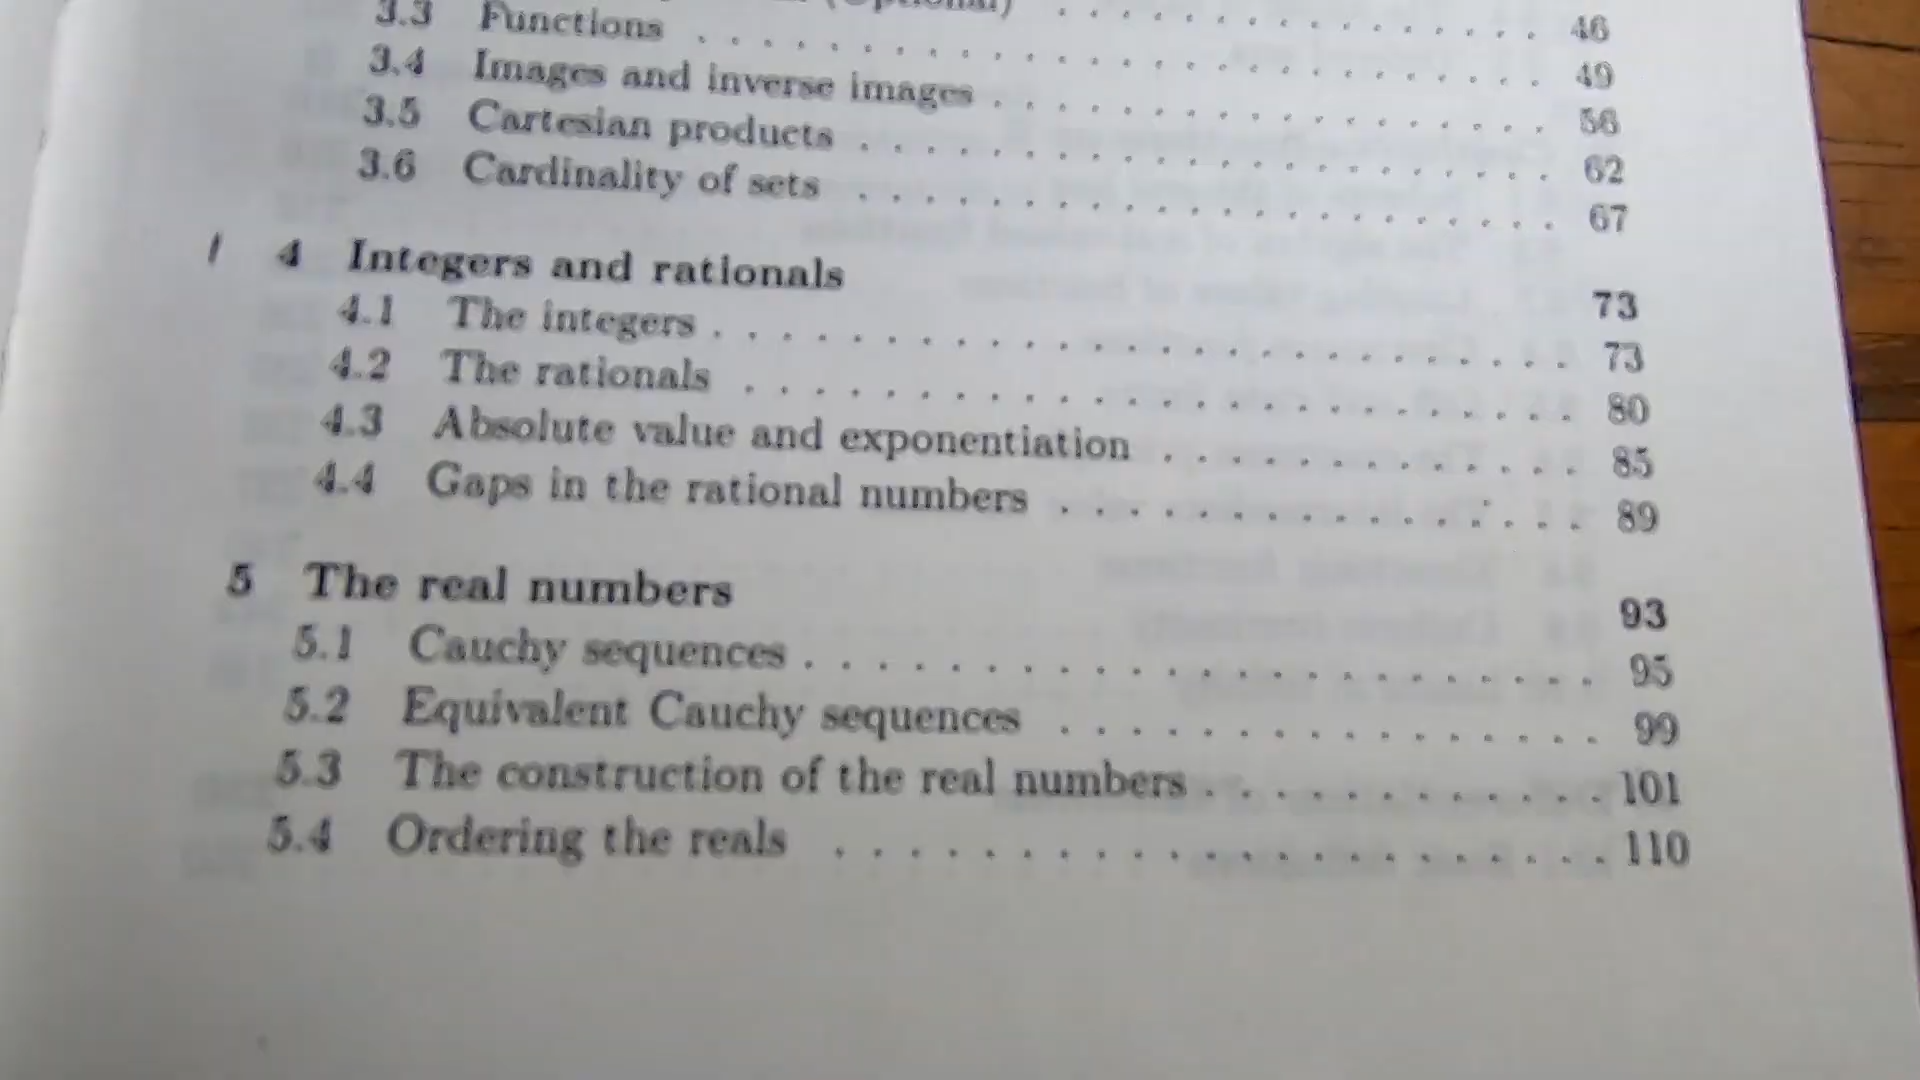 (Optional) . . . . . . . . . . . . . . . 46
3.3 Functions . . . . . . . . . . . . . . . . . . . . . . . . . . 49
3.4 Images and inverse images . . . . . . . . . . . . . . . . . 56
3.5 Cartesian products . . . . . . . . . . . . . . . . . . . . . 62
3.6 Cardinality of sets . . . . . . . . . . . . . . . . . . . . . 67
4 Integers and rationals 73
4.1 The integers . . . . . . . . . . . . . . . . . . . . . . . . . 73
4.2 The rationals . . . . . . . . . . . . . . . . . . . . . . . . 80
4.3 Absolute value and exponentiation . . . . . . . . . . . . . 85
4.4 Gaps in the rational numbers . . . . . . . . . . . . . . . . 89
5 The real numbers 93
5.1 Cauchy sequences . . . . . . . . . . . . . . . . . . . . . . . 95
5.2 Equivalent Cauchy sequences . . . . . . . . . . . . . . . . 99
5.3 The construction of the real numbers . . . . . . . . . . . . 101
5.4 Ordering the reals . . . . . . . . . . . . . . . . . . . . . . 110